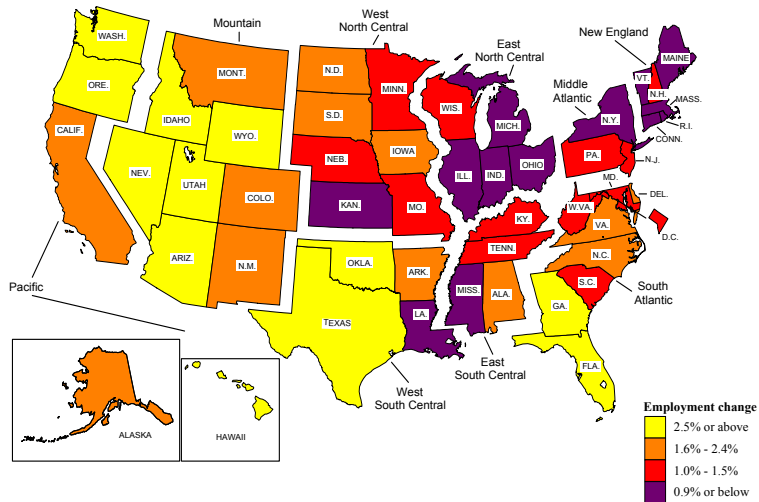 West
North Central
Mountain
East
North Central
New England
Middle
Atlantic
Pacific
South
Atlantic
East
South Central
West
South Central
WASH.
ORE.
CALIF.
NEV.
IDAHO
MONT.
WYO.
UTAH
COLO.
ARIZ.
N.M.
N.D.
S.D.
NEB.
KAN.
MINN.
IOWA
MO.
WIS.
MICH.
ILL.
IND.
OHIO
OKLA.
TEXAS
ARK.
LA.
KY.
TENN.
MISS.
ALA.
MAINE
VT.
N.H.
MASS.
R.I.
CONN.
N.Y.
PA.
N.J.
MD.
DEL.
D.C.
W.VA.
VA.
N.C.
S.C.
GA.
FLA.
ALASKA
HAWAII
Employment change
2.5% or above
1.6% - 2.4%
1.0% - 1.5%
0.9% or below